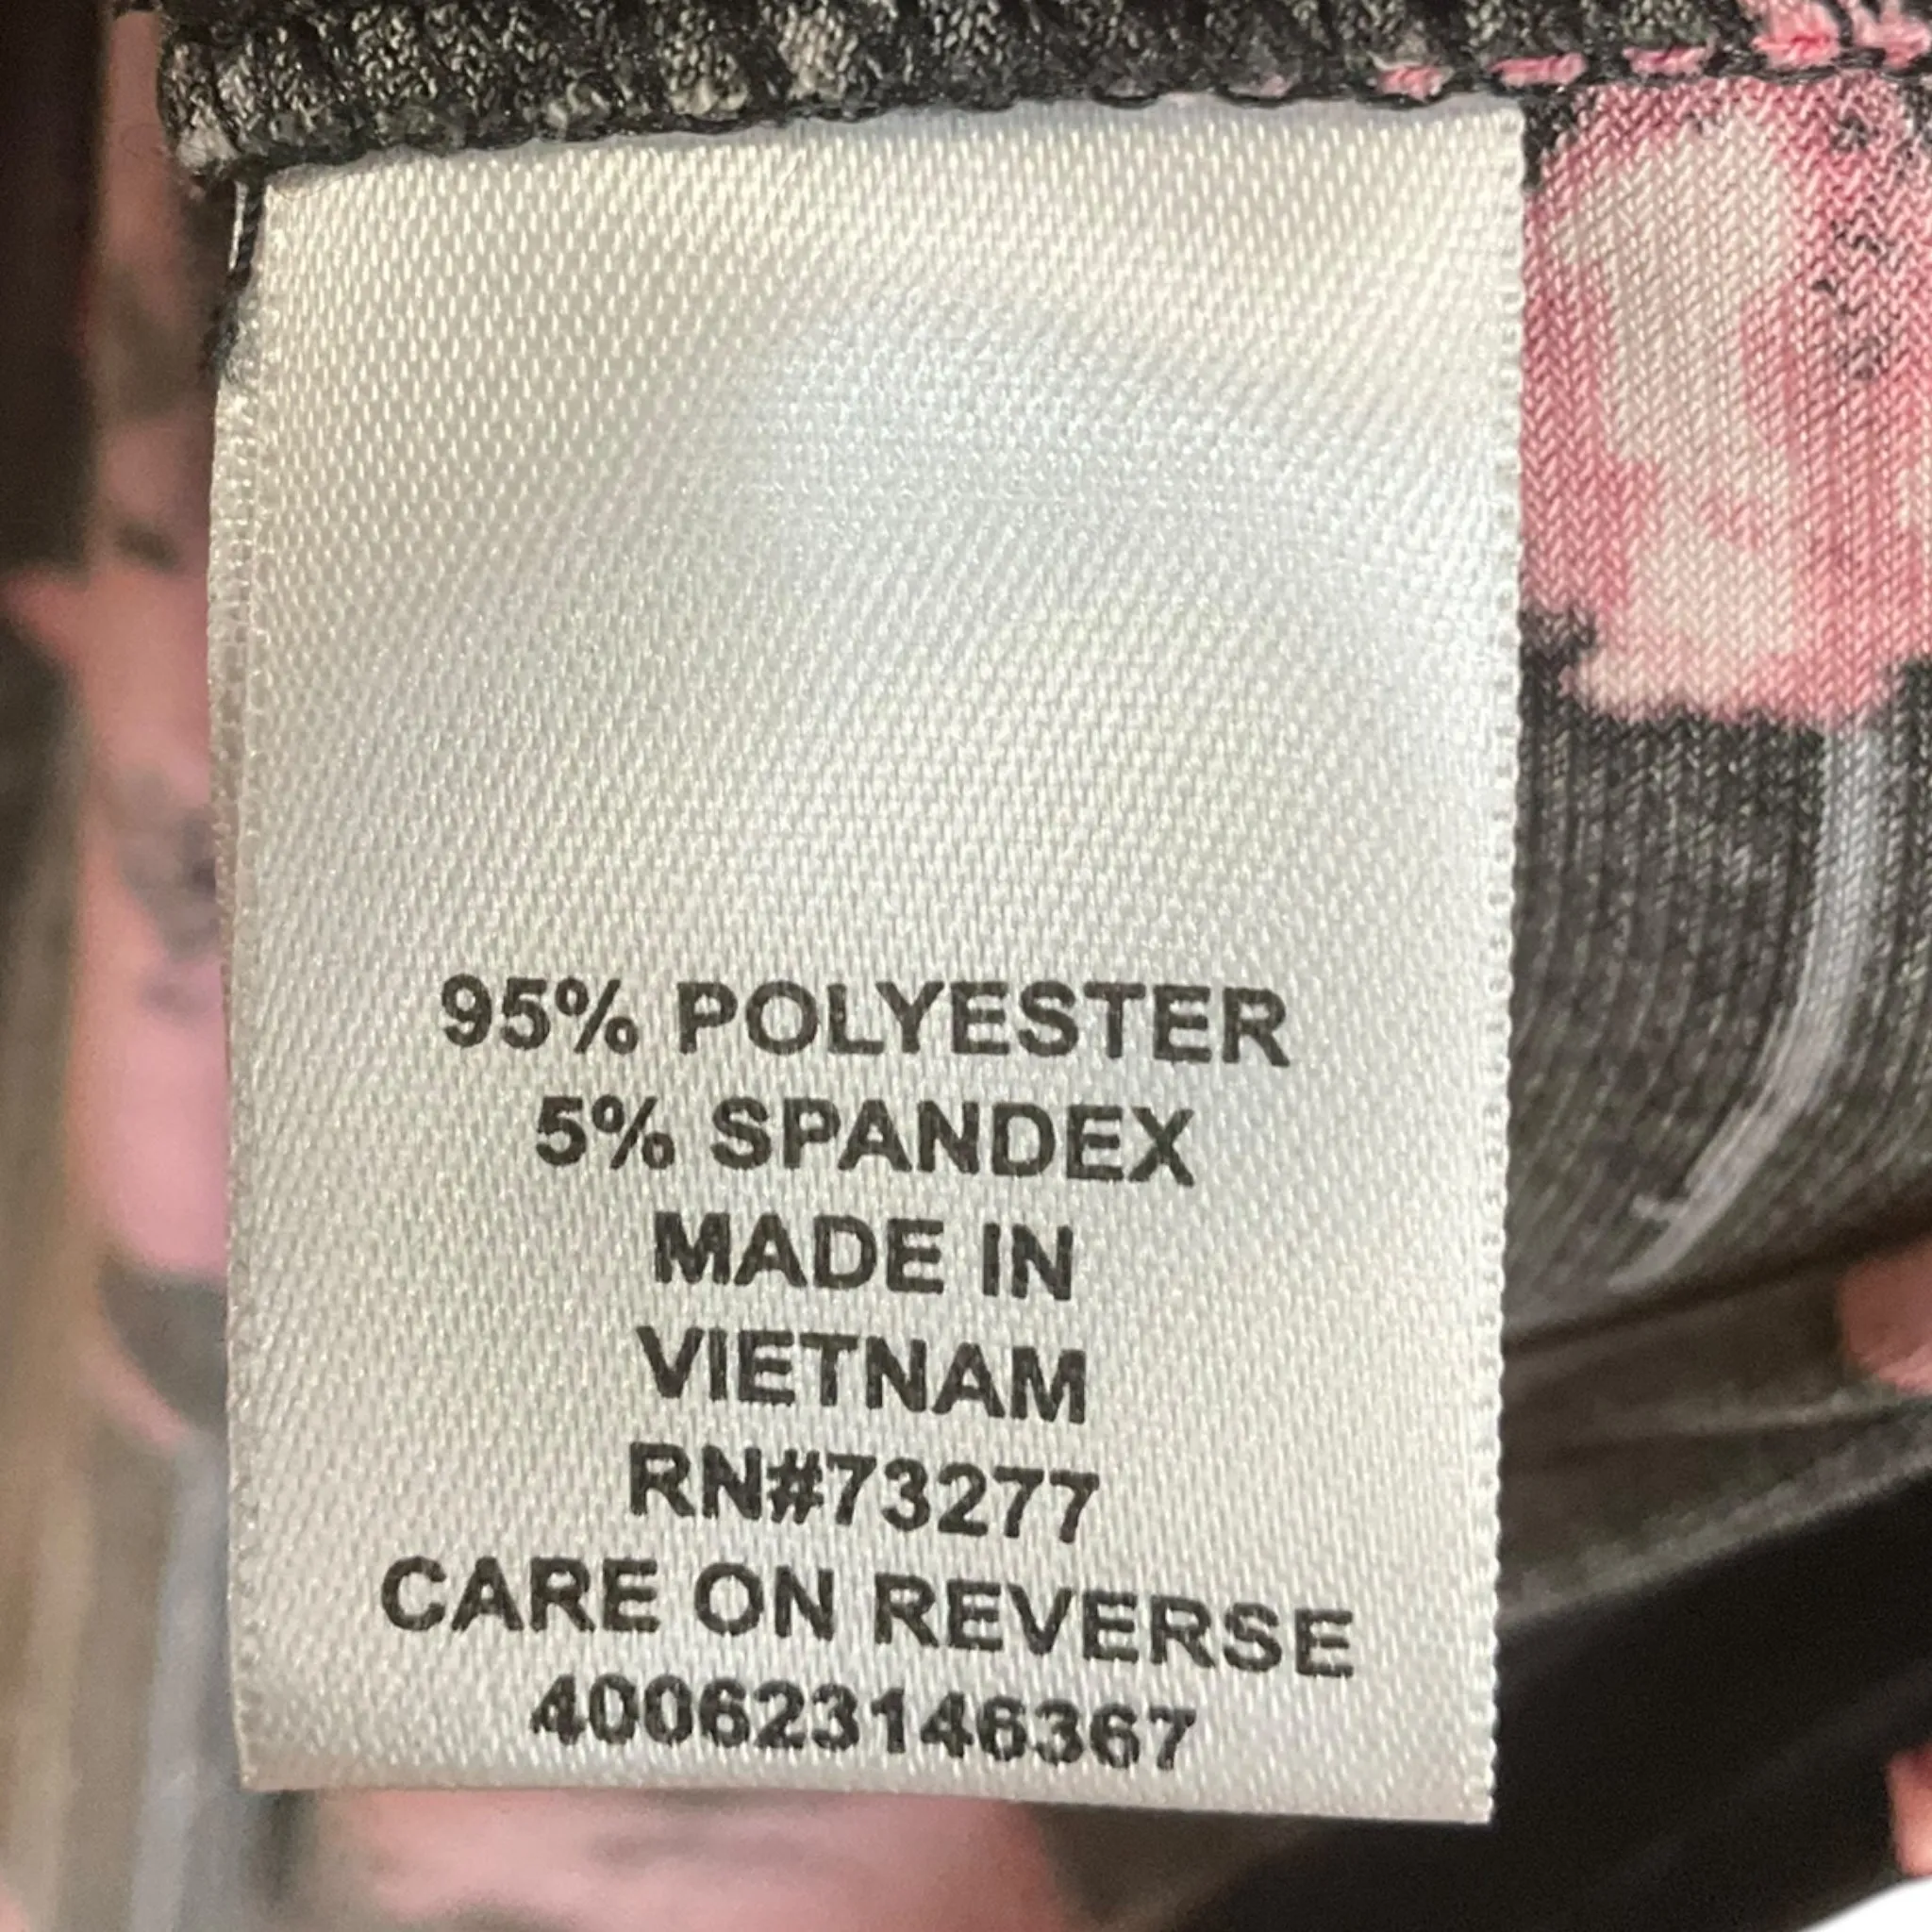 95% POLYESTER
5% SPANDEX
MADE IN
VIETNAM
RN#73277
CARE ON REVERSE
400623146367